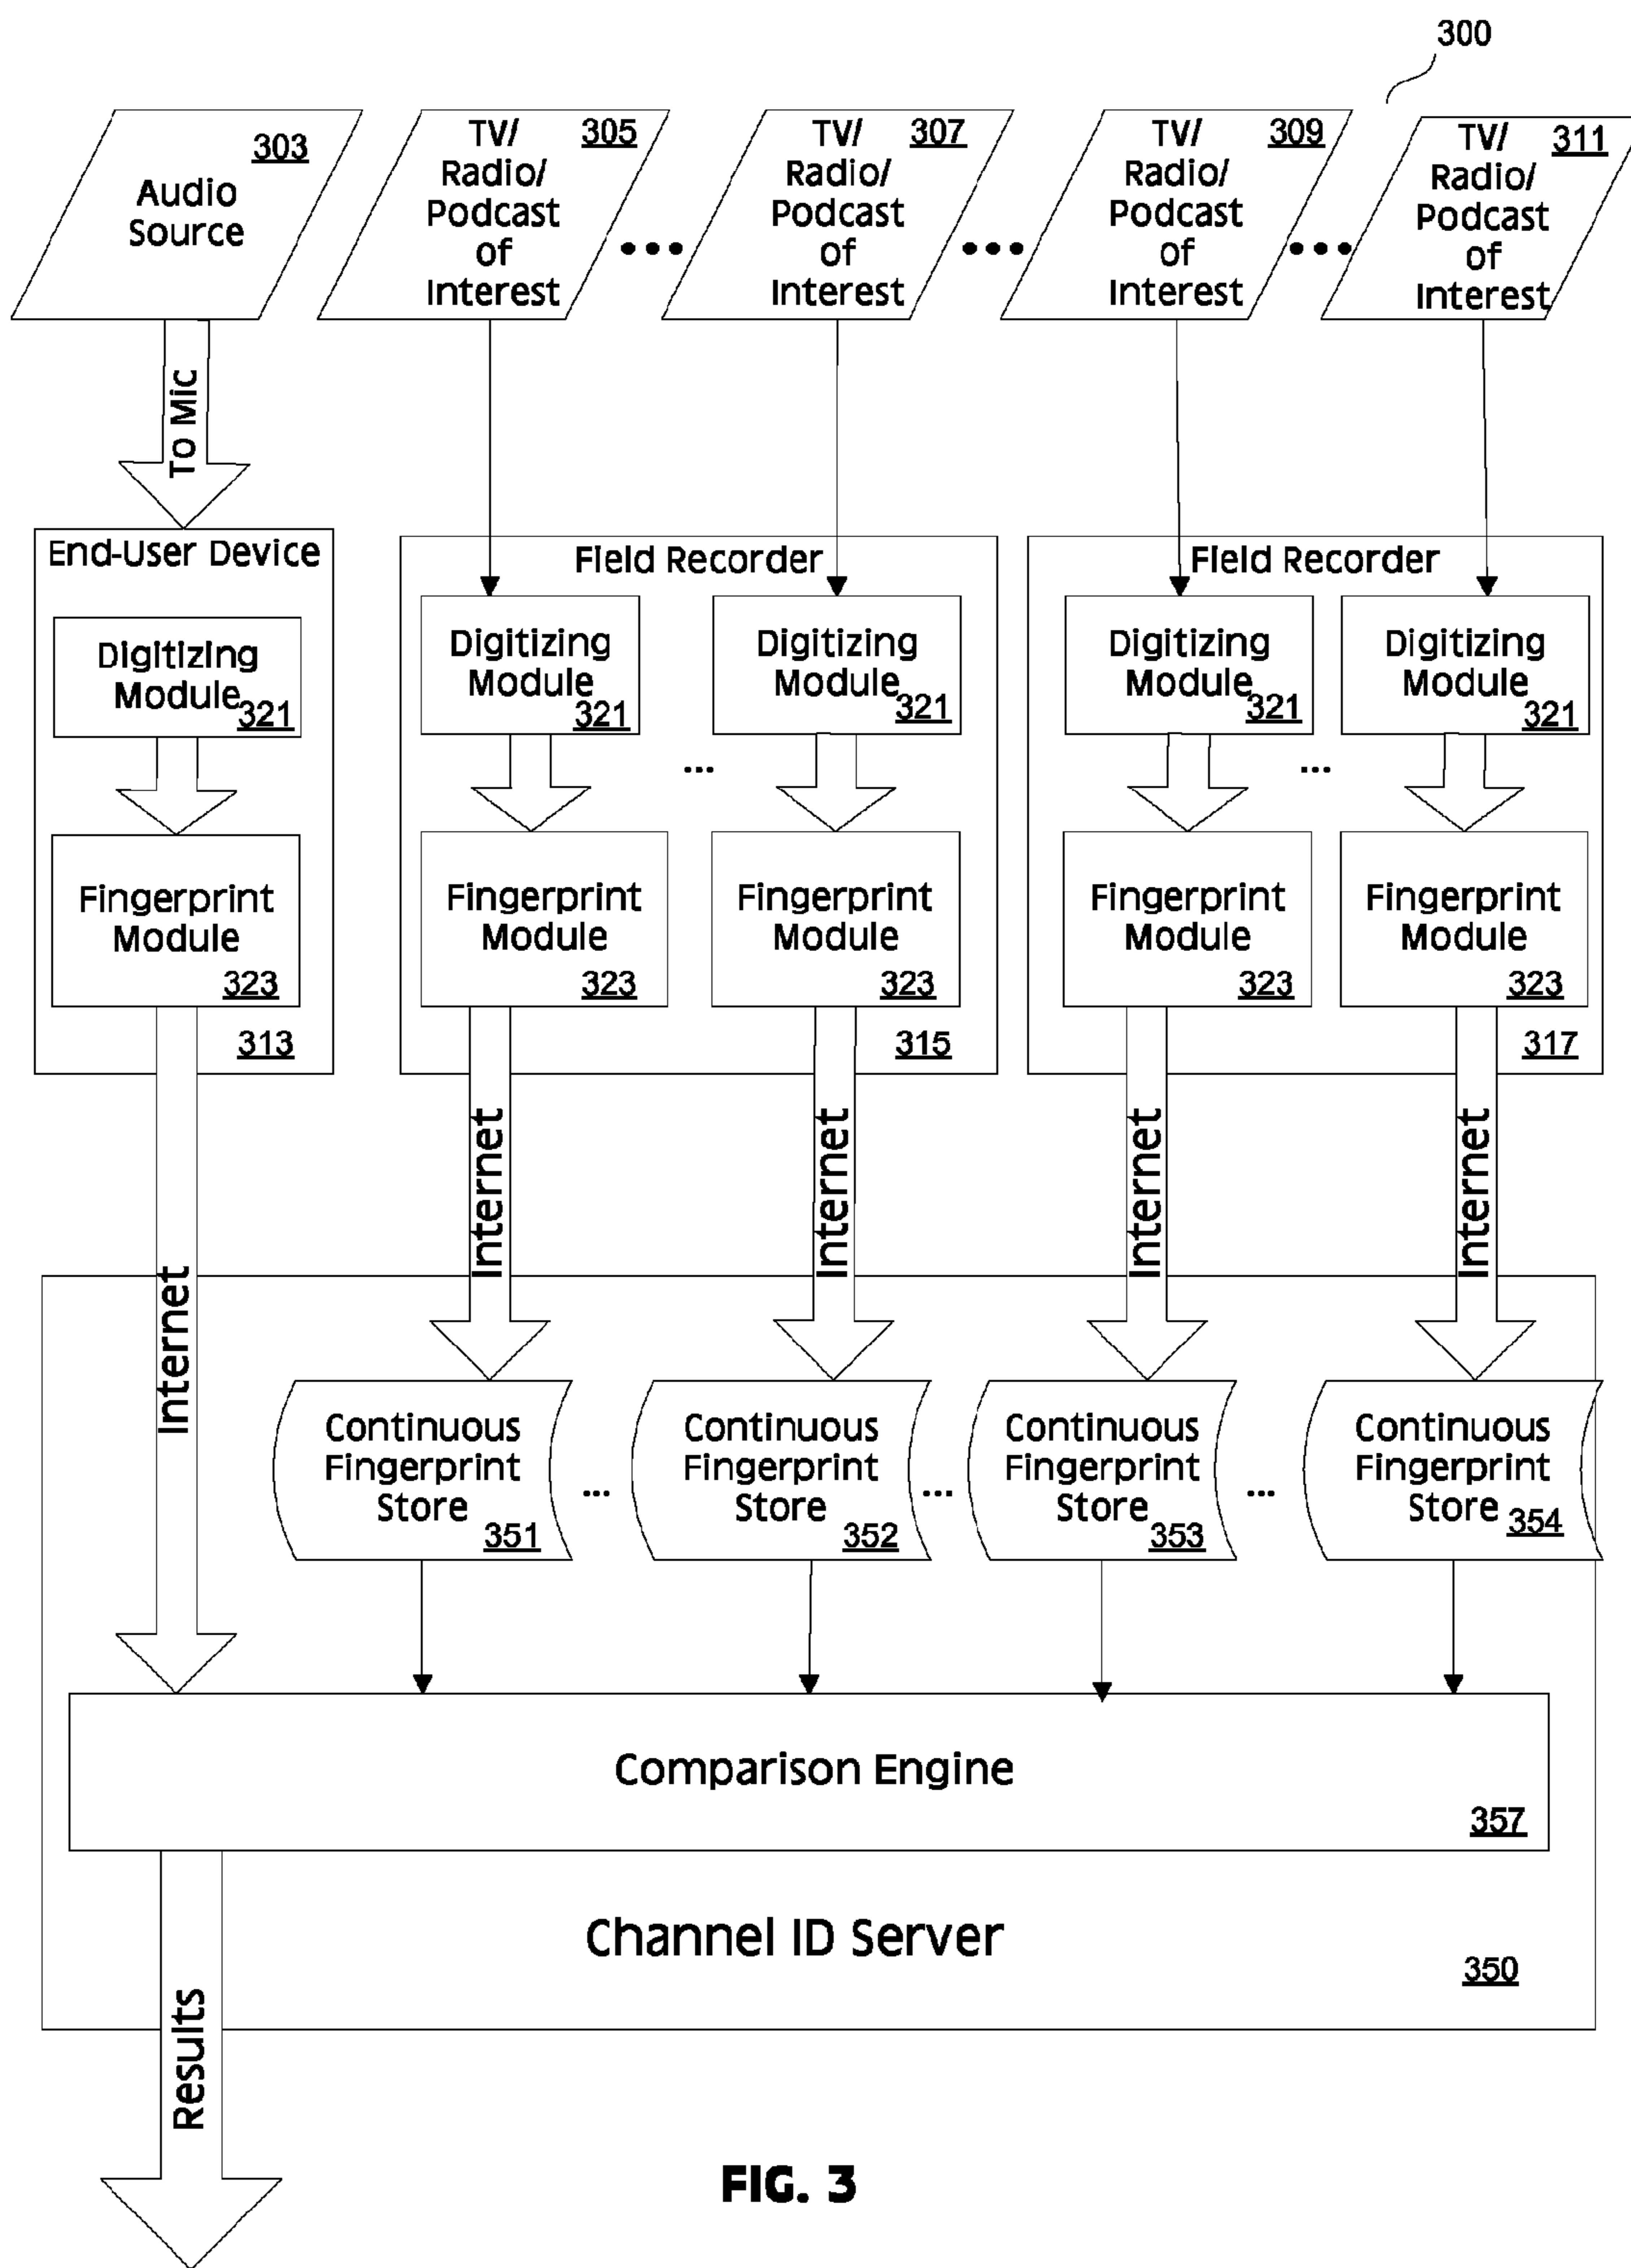 300
303
Audio
Source
TV/
Radio/
Podcast
of
Interest
305
•••
TV/
Radio/
Podcast
of
Interest
307
•••
TV/
Radio/
Podcast
of
Interest
309
•••
TV/
Radio/
Podcast
of
Interest
311
To Mic
End-User Device
Digitizing
Module
321
Fingerprint
Module
323
313
Field Recorder
Digitizing
Module
321
...
Digitizing
Module
321
Fingerprint
Module
323
Fingerprint
Module
323
315
Field Recorder
Digitizing
Module
321
...
Digitizing
Module
321
Fingerprint
Module
323
Fingerprint
Module
323
317
Internet
Internet
Internet
Internet
Internet
Continuous
Fingerprint
Store
351
...
Continuous
Fingerprint
Store
352
...
Continuous
Fingerprint
Store
353
...
Continuous
Fingerprint
Store
354
Comparison Engine
357
Channel ID Server
350
Results
FIG. 3